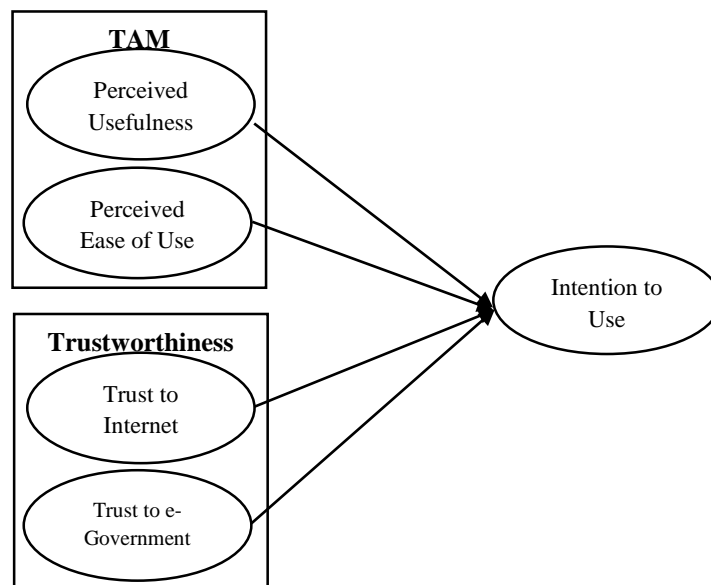 TAM
Perceived
Usefulness
Perceived
Ease of Use
Trustworthiness
Trust to
Internet
Trust to e-
Government
Intention to
Use